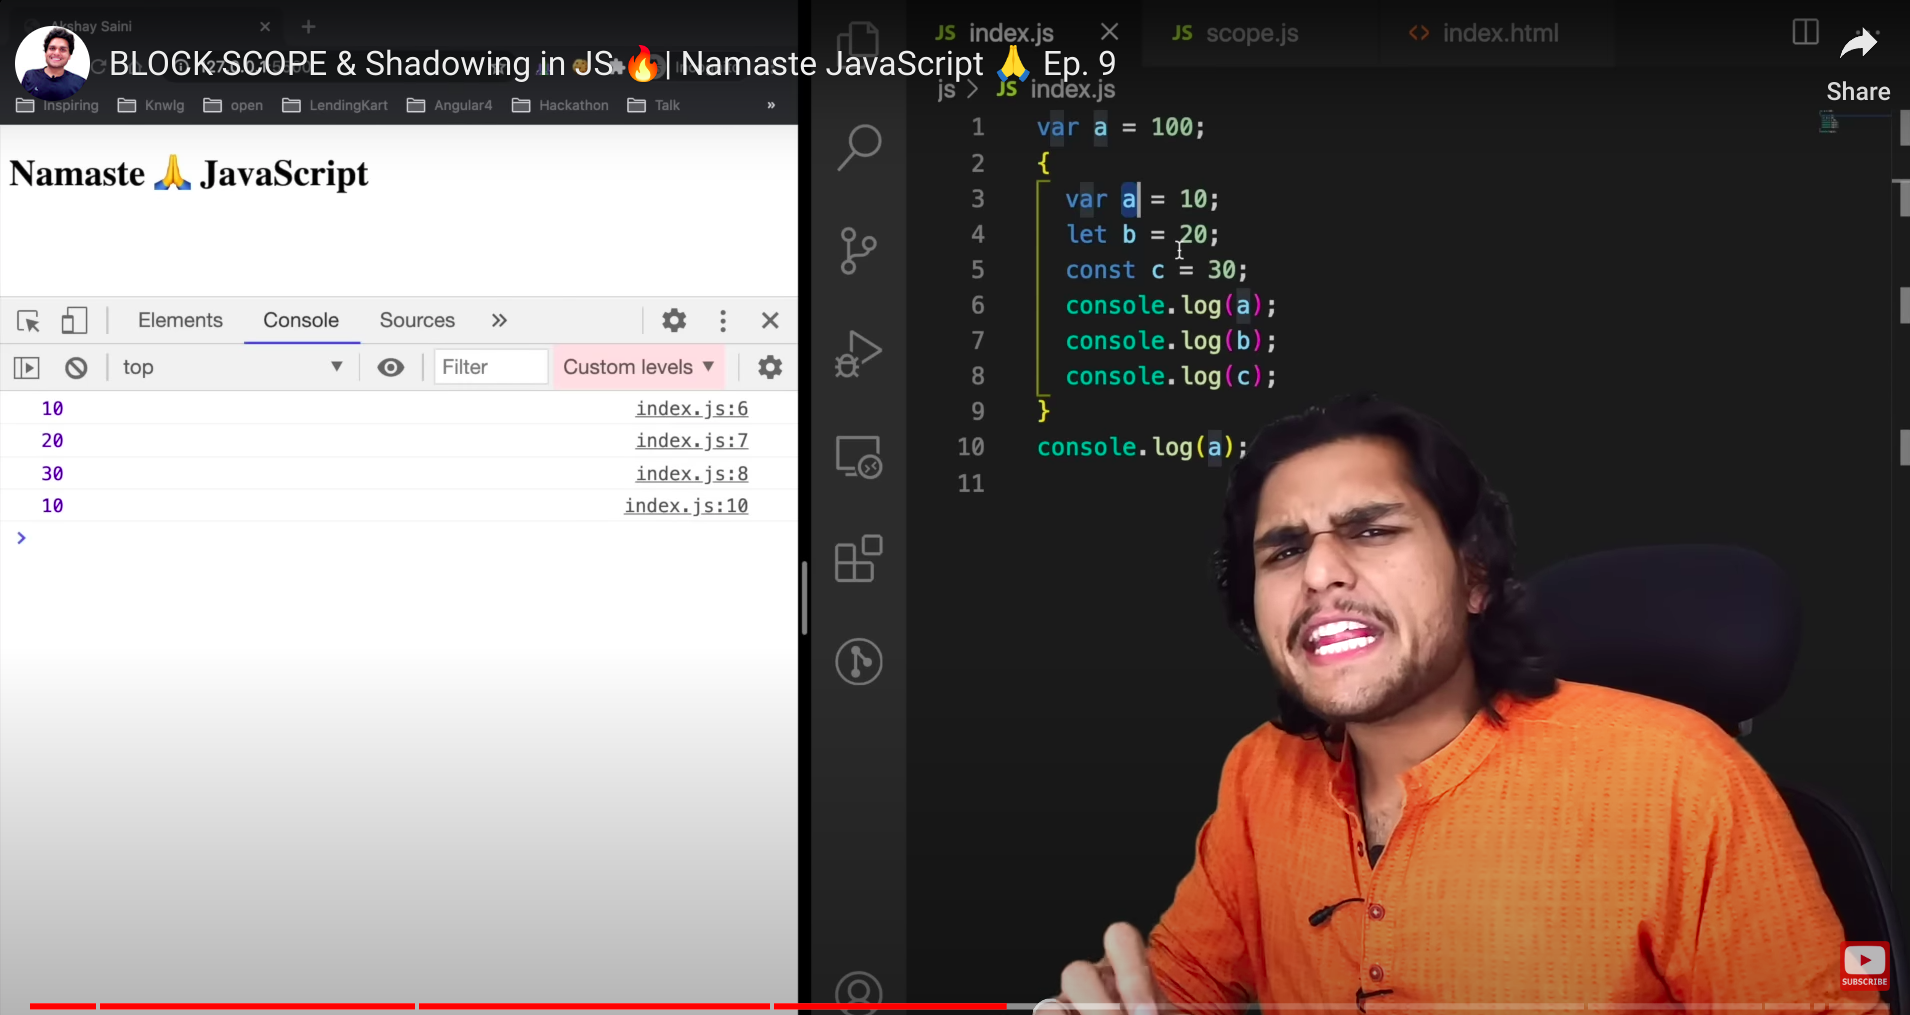 Akshay Saini
BLOCK SCOPE & Shadowing in JS 🔥| Namaste JavaScript 🙏 Ep. 9
Share
Inspiring
Knwlg
open
LendingKart
Angular4
Hackathon
Talk
»
Namaste 🙏 JavaScript
Elements
Console
Sources
»
top
Filter
Custom levels
10 index.js:6
20 index.js:7
30 index.js:8
10 index.js:10
>
JS index.js
JS scope.js
<> index.html
js > JS index.js
1 var a = 100;
2 {
3 var a = 10;
4 let b = 20;
5 const c = 30;
6 console.log(a);
7 console.log(b);
8 console.log(c);
9 }
10 console.log(a);
11
SUBSCRIBE